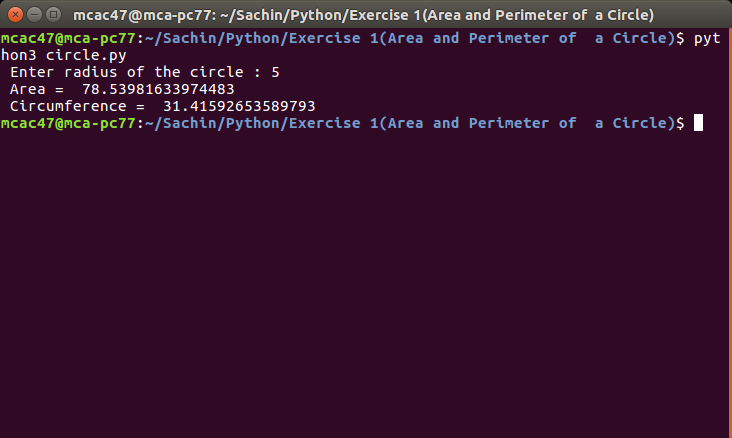 mcac47@mca-pc77: ~/Sachin/Python/Exercise 1(Area and Perimeter of  a Circle)
mcac47@mca-pc77:~/Sachin/Python/Exercise 1(Area and Perimeter of  a Circle)$ pyt
hon3 circle.py
 Enter radius of the circle : 5
 Area =  78.53981633974483
 Circumference =  31.41592653589793
mcac47@mca-pc77:~/Sachin/Python/Exercise 1(Area and Perimeter of  a Circle)$